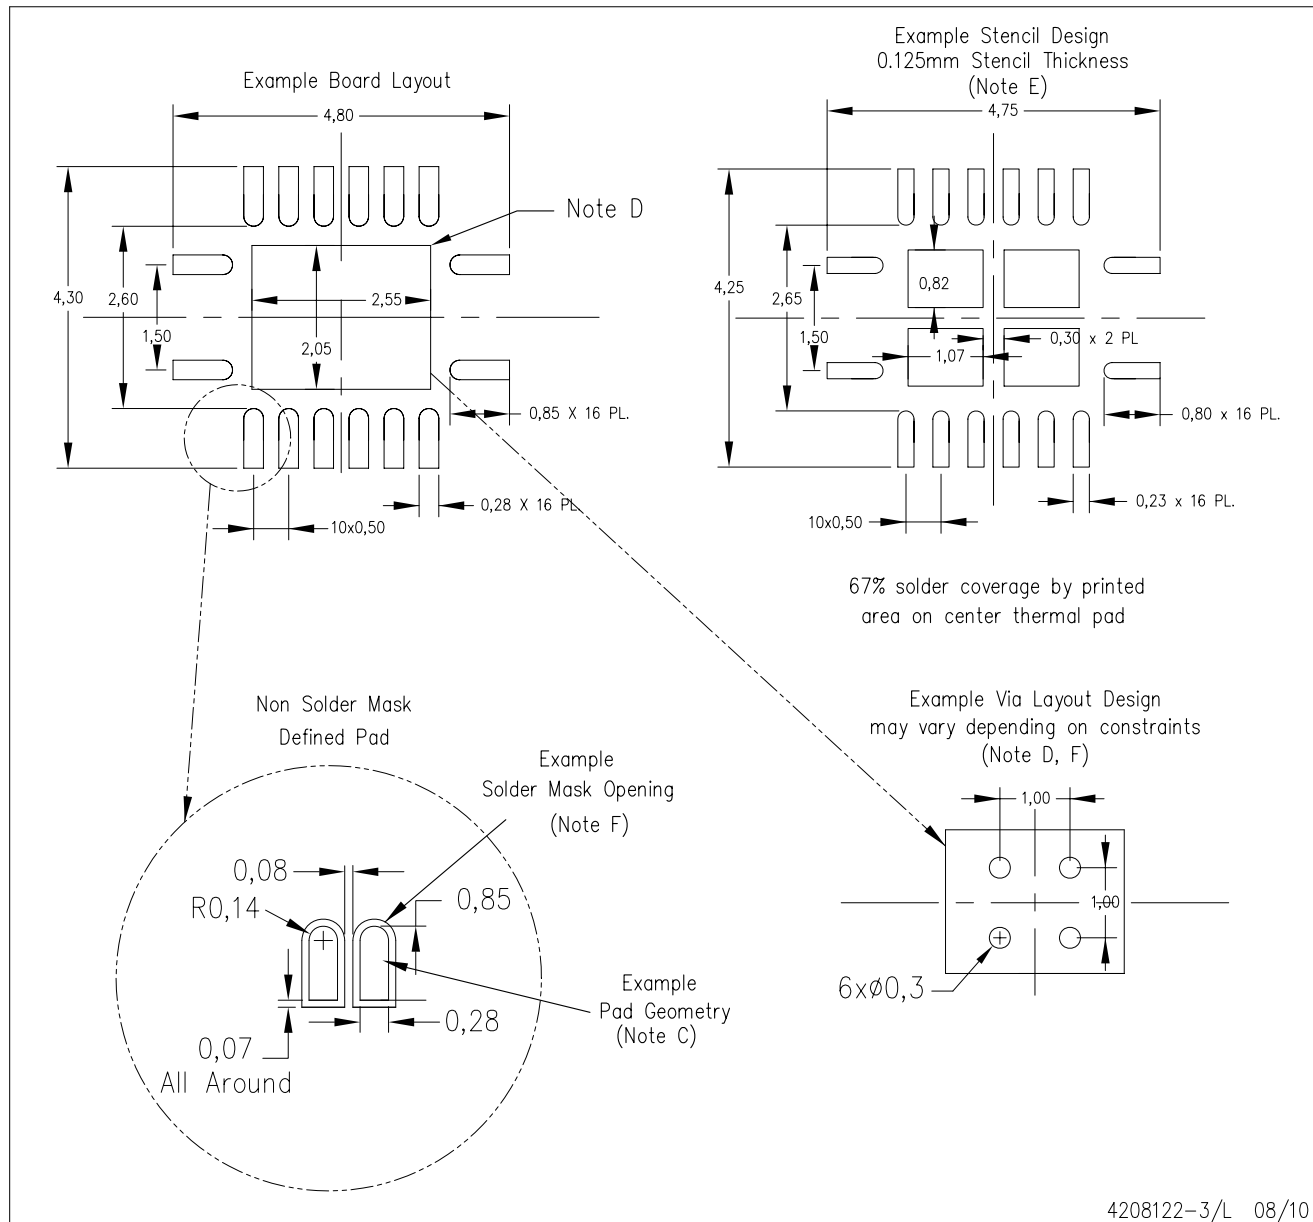 Example Board Layout
4,80
4,30
2,60
1,50
2,55
2,05
Note D
0,85 X 16 PL.
0,28 X 16 PL
10x0,50
Example Stencil Design
0.125mm Stencil Thickness
(Note E)
4,75
4,25
2,65
1,50
0,82
0,30 x 2 PL
1,07
0,80 x 16 PL.
0,23 x 16 PL.
10x0,50
67% solder coverage by printed
area on center thermal pad
Non Solder Mask
Defined Pad
Example
Solder Mask Opening
(Note F)
0,08
R0,14
0,85
Example
Pad Geometry
(Note C)
0,28
0,07
All Around
Example Via Layout Design
may vary depending on constraints
(Note D, F)
1,00
1,00
6xø0,3
4208122-3/L 08/10